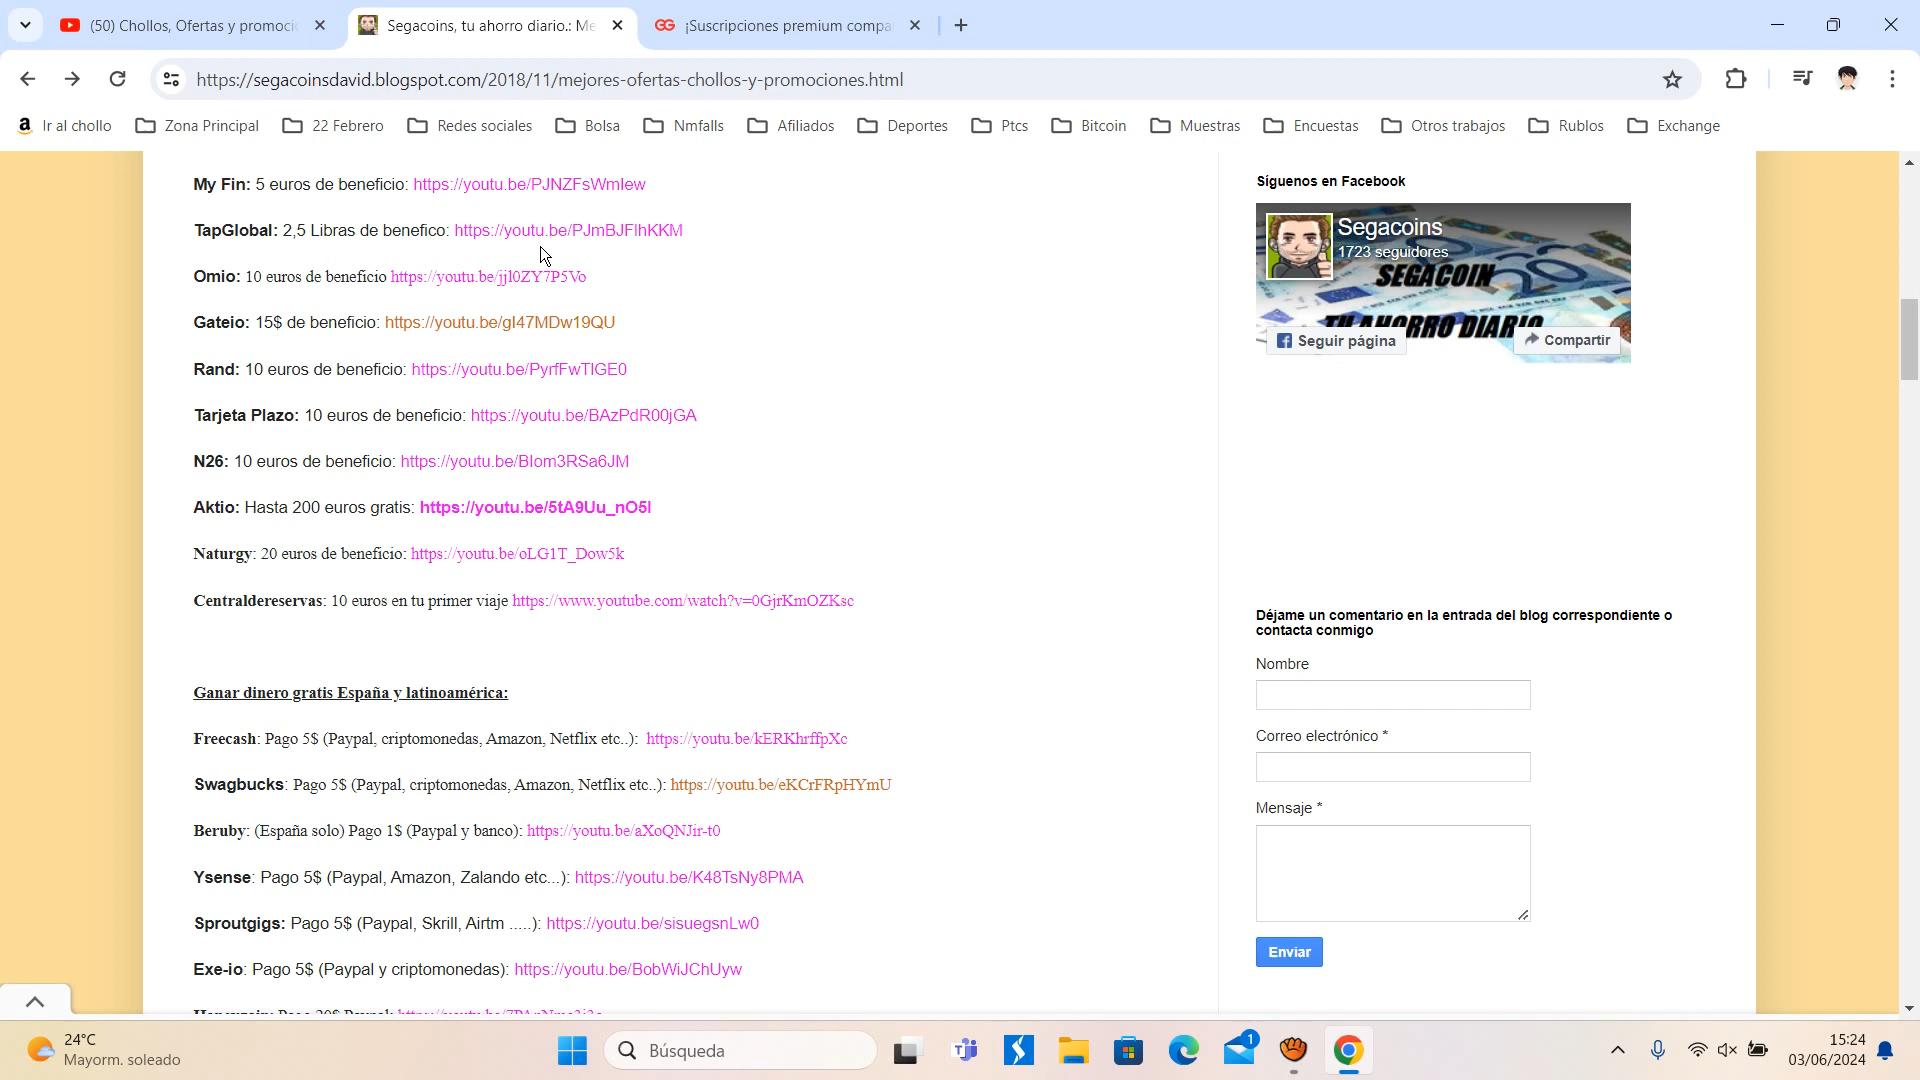 (50) Chollos, Ofertas y promoci
Segacoins, tu ahorro diario.: Me
GG ¡Suscripciones premium compa
https://segacoinsdavid.blogspot.com/2018/11/mejores-ofertas-chollos-y-promociones.html
a Ir al chollo
Zona Principal
22 Febrero
Redes sociales
Bolsa
Nmfalls
Afiliados
Deportes
Ptcs
Bitcoin
Muestras
Encuestas
Otros trabajos
Rublos
Exchange
My Fin: 5 euros de beneficio: https://youtu.be/PJNZFsWmIew
TapGlobal: 2,5 Libras de benefico: https://youtu.be/PJmBJFlhKKM
Omio: 10 euros de beneficio https://youtu.be/jjl0ZY7P5Vo
Gateio: 15$ de beneficio: https://youtu.be/gI47MDw19QU
Rand: 10 euros de beneficio: https://youtu.be/PyrfFwTIGE0
Tarjeta Plazo: 10 euros de beneficio: https://youtu.be/BAzPdR00jGA
N26: 10 euros de beneficio: https://youtu.be/BIom3RSa6JM
Aktio: Hasta 200 euros gratis: https://youtu.be/5tA9Uu_nO5I
Naturgy: 20 euros de beneficio: https://youtu.be/oLG1T_Dow5k
Centraldereservas: 10 euros en tu primer viaje https://www.youtube.com/watch?v=0GjrKmOZKsc
Ganar dinero gratis España y latinoamérica:
Freecash: Pago 5$ (Paypal, criptomonedas, Amazon, Netflix etc..): https://youtu.be/kERKhrffpXc
Swagbucks: Pago 5$ (Paypal, criptomonedas, Amazon, Netflix etc..): https://youtu.be/eKCrFRpHYmU
Beruby: (España solo) Pago 1$ (Paypal y banco): https://youtu.be/aXoQNJir-t0
Ysense: Pago 5$ (Paypal, Amazon, Zalando etc...): https://youtu.be/K48TsNy8PMA
Sproutgigs: Pago 5$ (Paypal, Skrill, Airtm .....): https://youtu.be/sisuegsnLw0
Exe-io: Pago 5$ (Paypal y criptomonedas): https://youtu.be/BobWiJChUyw
Síguenos en Facebook
Segacoins
1723 seguidores
SEGACOIN
TU AHORRO DIARIO
Seguir página
Compartir
Déjame un comentario en la entrada del blog correspondiente o
contacta conmigo
Nombre
Correo electrónico *
Mensaje *
Enviar
24°C
Mayorm. soleado
Búsqueda
1
15:24
03/06/2024